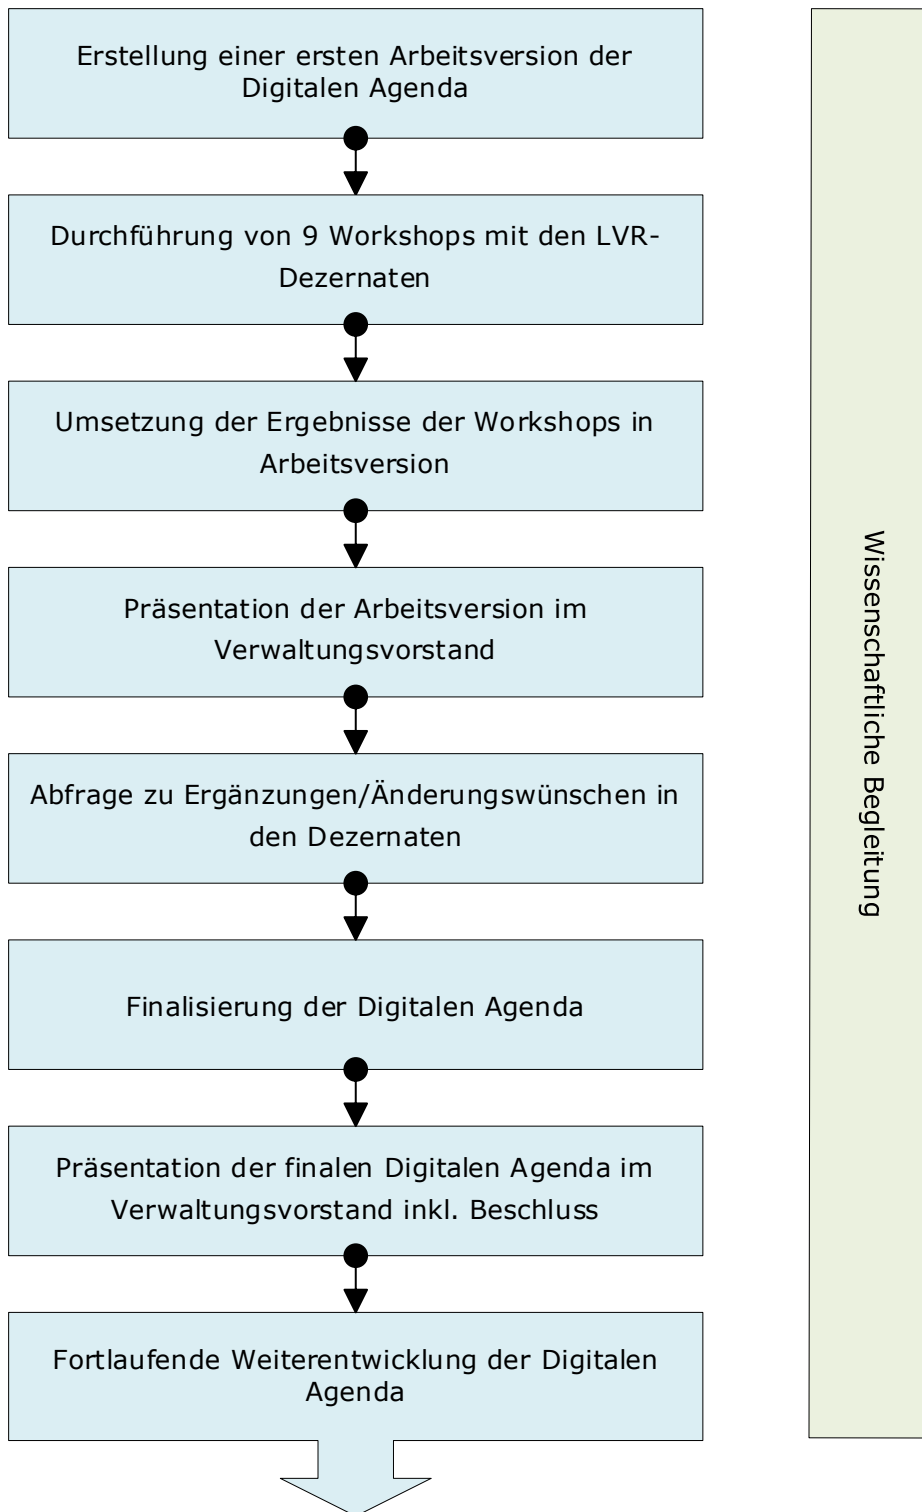 Erstellung einer ersten Arbeitsversion der
Digitalen Agenda
Durchführung von 9 Workshops mit den LVR-
Dezernaten
Umsetzung der Ergebnisse der Workshops in
Arbeitsversion
Präsentation der Arbeitsversion im
Verwaltungsvorstand
Abfrage zu Ergänzungen/Änderungswünschen in
den Dezernaten
Finalisierung der Digitalen Agenda
Präsentation der finalen Digitalen Agenda im
Verwaltungsvorstand inkl. Beschluss
Fortlaufende Weiterentwicklung der Digitalen
Agenda
Wissenschaftliche Begleitung